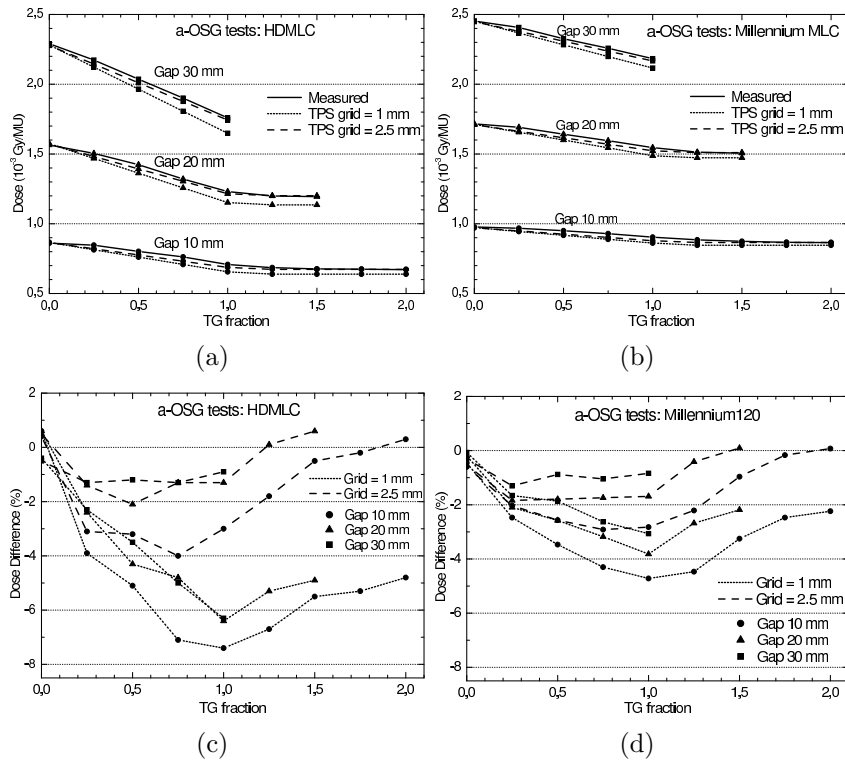 a-OSG tests: HDMLC
Gap 30 mm
Measured
TPS grid = 1 mm
TPS grid = 2.5 mm
Gap 20 mm
Gap 10 mm
Dose (10⁻³ Gy/MU)
2,5
2,0
1,5
1,0
0,5
0,0 0,5 1,0 1,5 2,0
TG fraction
(a)
a-OSG tests: Millennium MLC
Gap 30 mm
Measured
TPS grid = 1 mm
TPS grid = 2.5 mm
Gap 20 mm
Gap 10 mm
Dose (10⁻³ Gy/MU)
2,5
2,0
1,5
1,0
0,5
0,0 0,5 1,0 1,5 2,0
TG fraction
(b)
a-OSG tests: HDMLC
Grid = 1 mm
Grid = 2.5 mm
Gap 10 mm
Gap 20 mm
Gap 30 mm
Dose Difference (%)
2
0
-2
-4
-6
-8
0,0 0,5 1,0 1,5 2,0
TG fraction
(c)
a-OSG tests: Millennium120
Grid = 1 mm
Grid = 2.5 mm
Gap 10 mm
Gap 20 mm
Gap 30 mm
Dose Difference (%)
2
0
-2
-4
-6
-8
0,0 0,5 1,0 1,5 2,0
TG fraction
(d)